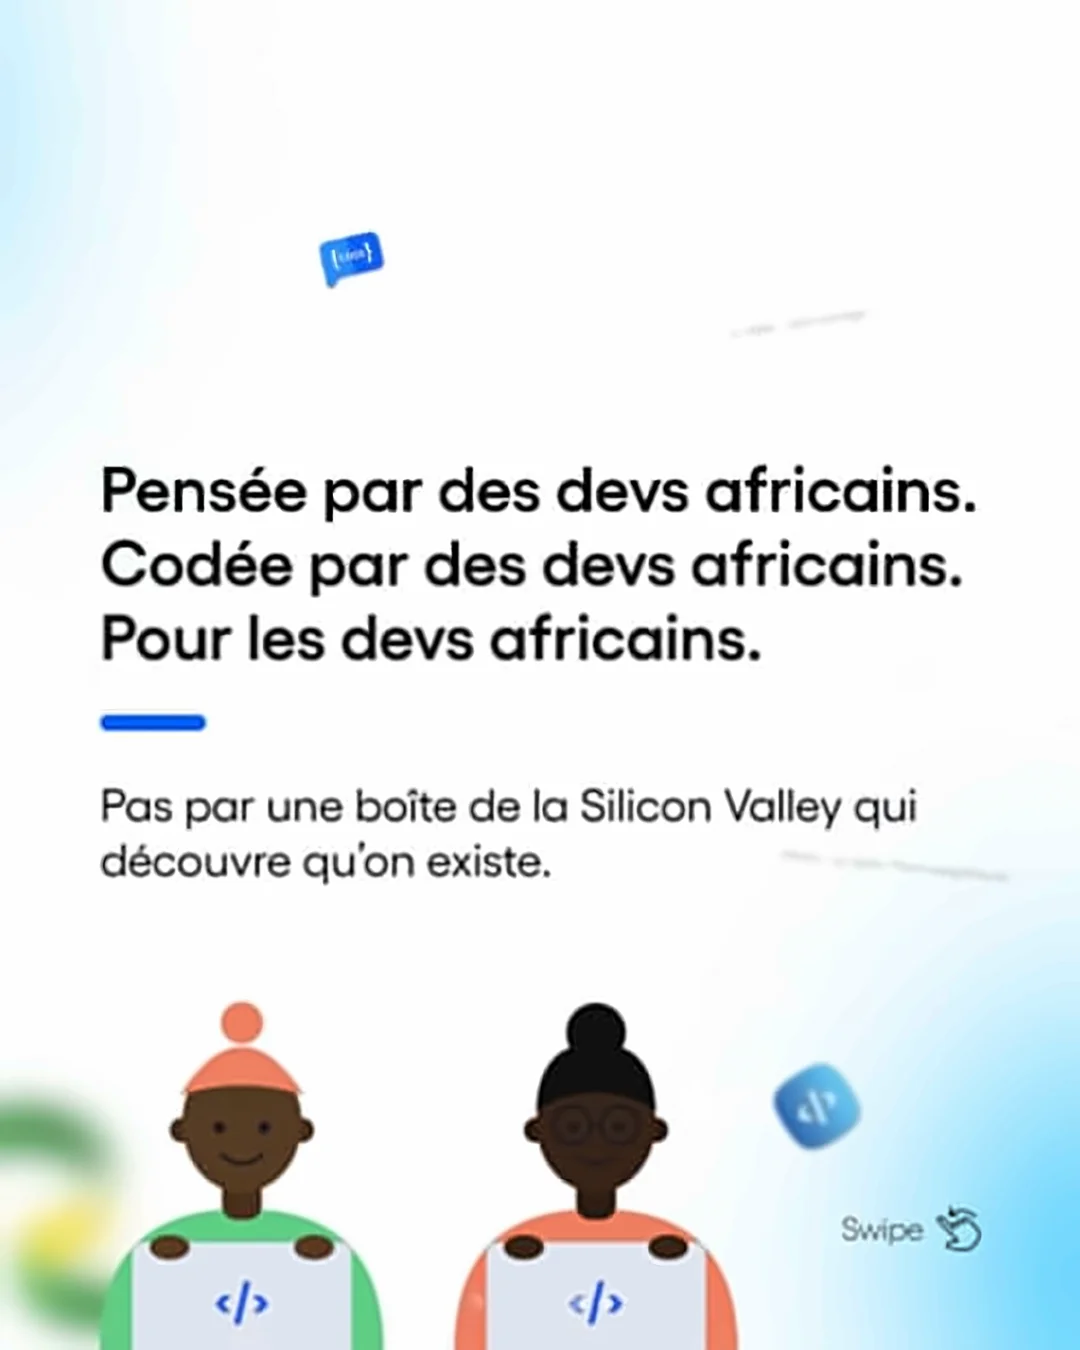 Pensée par des devs africains.
Codée par des devs africains.
Pour les devs africains.
Pas par une boîte de la Silicon Valley qui
découvre qu'on existe.
</>
Swipe
</> </>